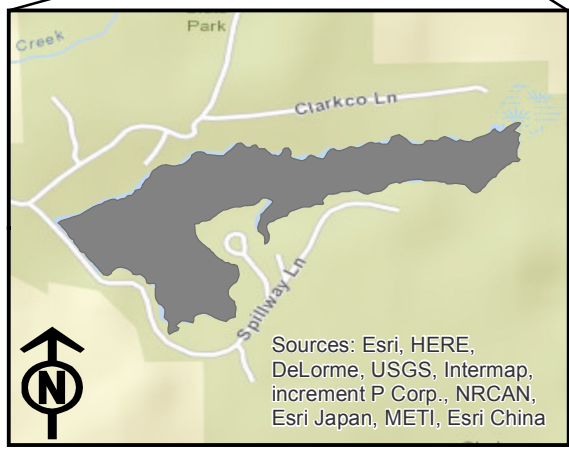 Park
Creek
Clarkco Ln
Spillway Ln
N
Sources: Esri, HERE,
DeLorme, USGS, Intermap,
increment P Corp., NRCAN,
Esri Japan, METI, Esri China